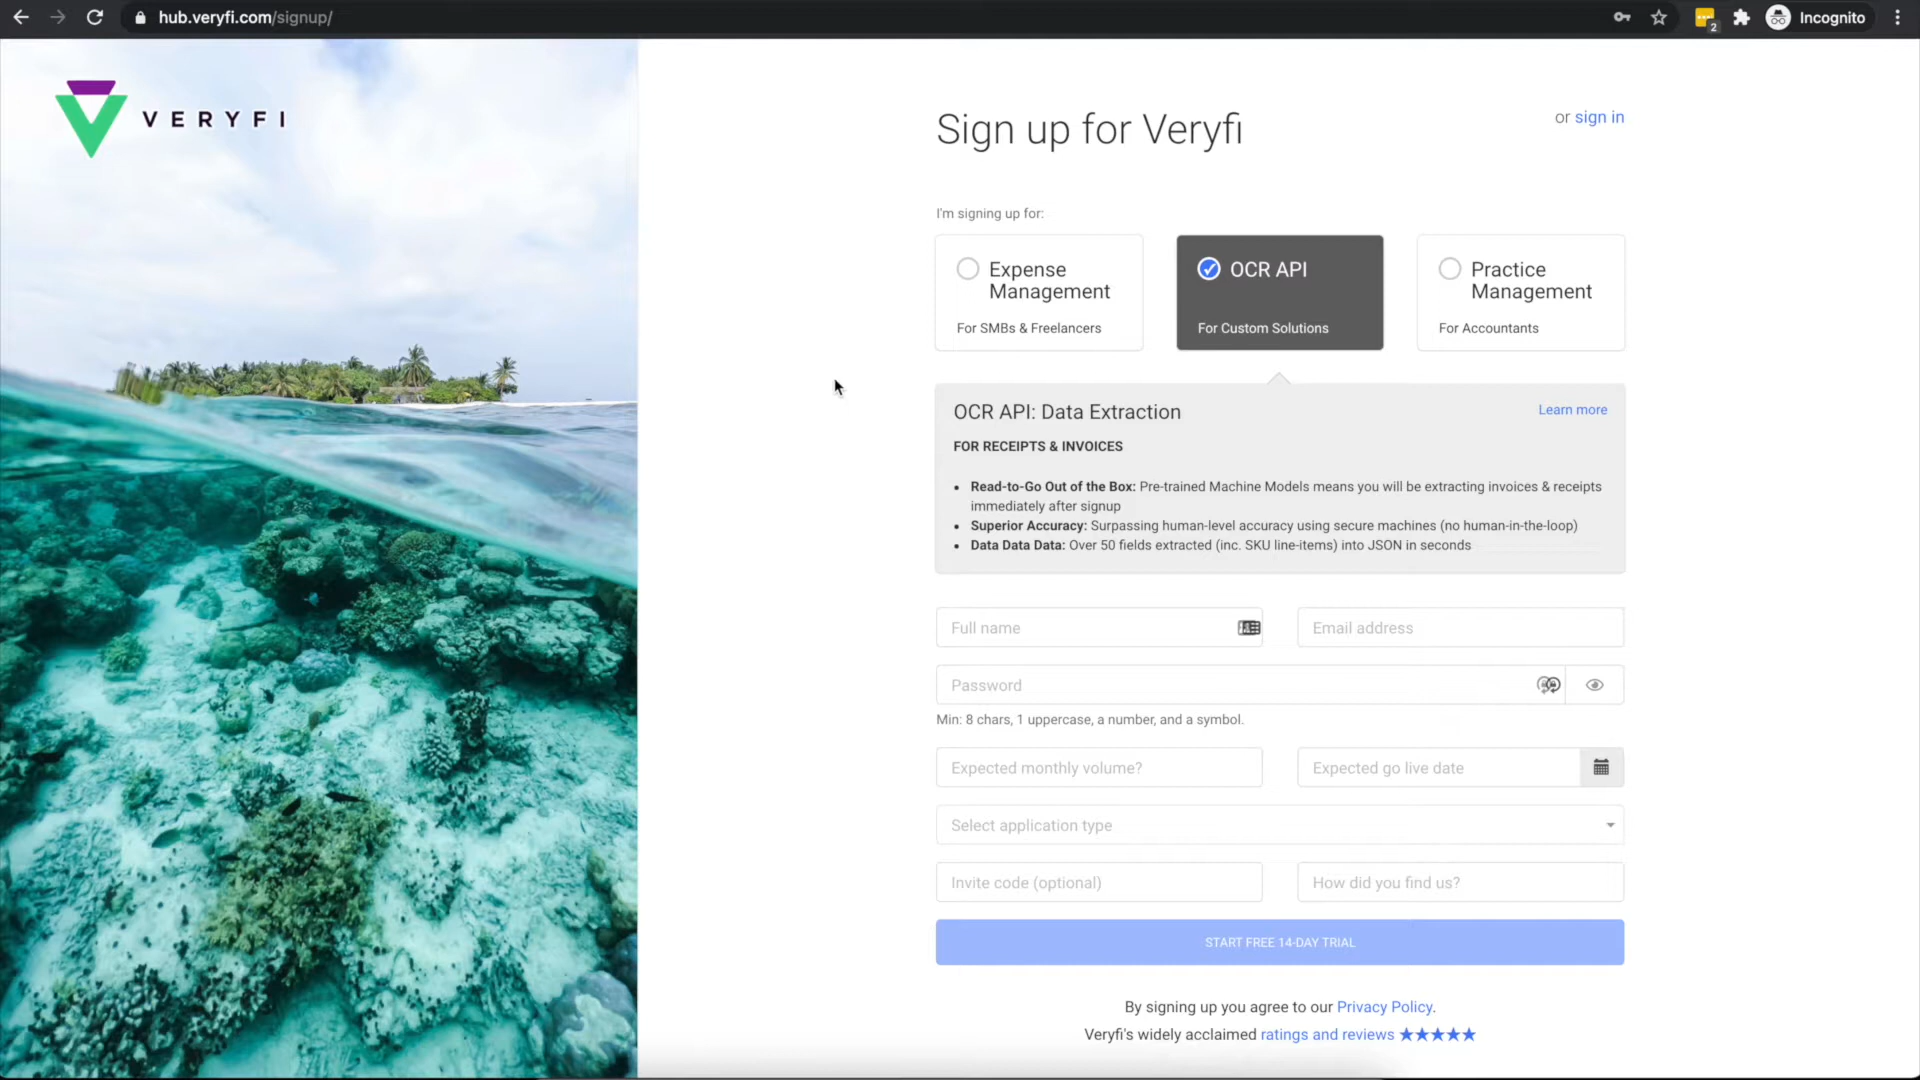 hub.veryfi.com/signup/
2
Incognito
VERYFI
Sign up for Veryfi
or sign in
I'm signing up for:
Expense
Management
For SMBs & Freelancers
OCR API
For Custom Solutions
Practice
Management
For Accountants
OCR API: Data Extraction
Learn more
FOR RECEIPTS & INVOICES
• Read-to-Go Out of the Box: Pre-trained Machine Models means you will be extracting invoices & receipts
immediately after signup
• Superior Accuracy: Surpassing human-level accuracy using secure machines (no human-in-the-loop)
• Data Data Data: Over 50 fields extracted (inc. SKU line-items) into JSON in seconds
Full name
Email address
Password
Min: 8 chars, 1 uppercase, a number, and a symbol.
Expected monthly volume?
Expected go live date
Select application type
Invite code (optional)
How did you find us?
START FREE 14-DAY TRIAL
By signing up you agree to our Privacy Policy.
Veryfi's widely acclaimed ratings and reviews ★★★★★